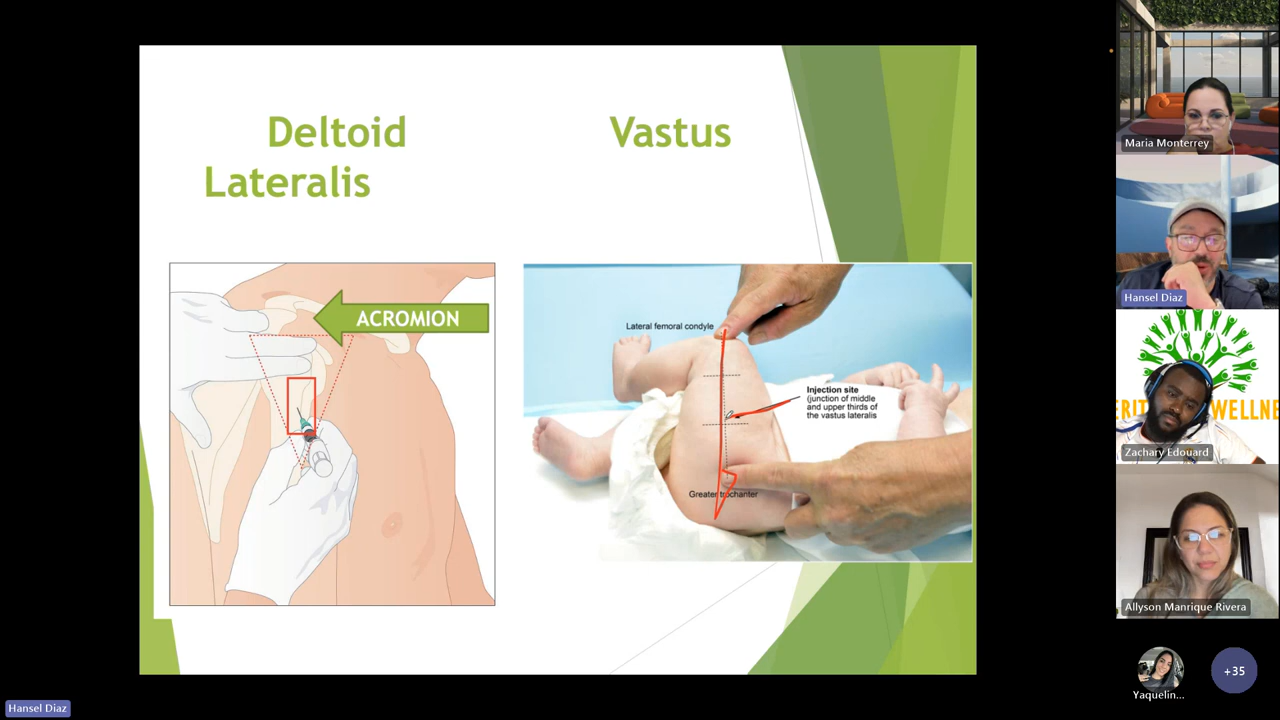 Deltoid Vastus
Lateralis
ACROMION
Lateral femoral condyle
Injection site
(junction of middle
and upper thirds of
the vastus lateralis
Greater trochanter
Maria Monterrey
Hansel Diaz
Zachary Edouard
Allyson Manrique Rivera
Yaquelin...
+35
Hansel Diaz